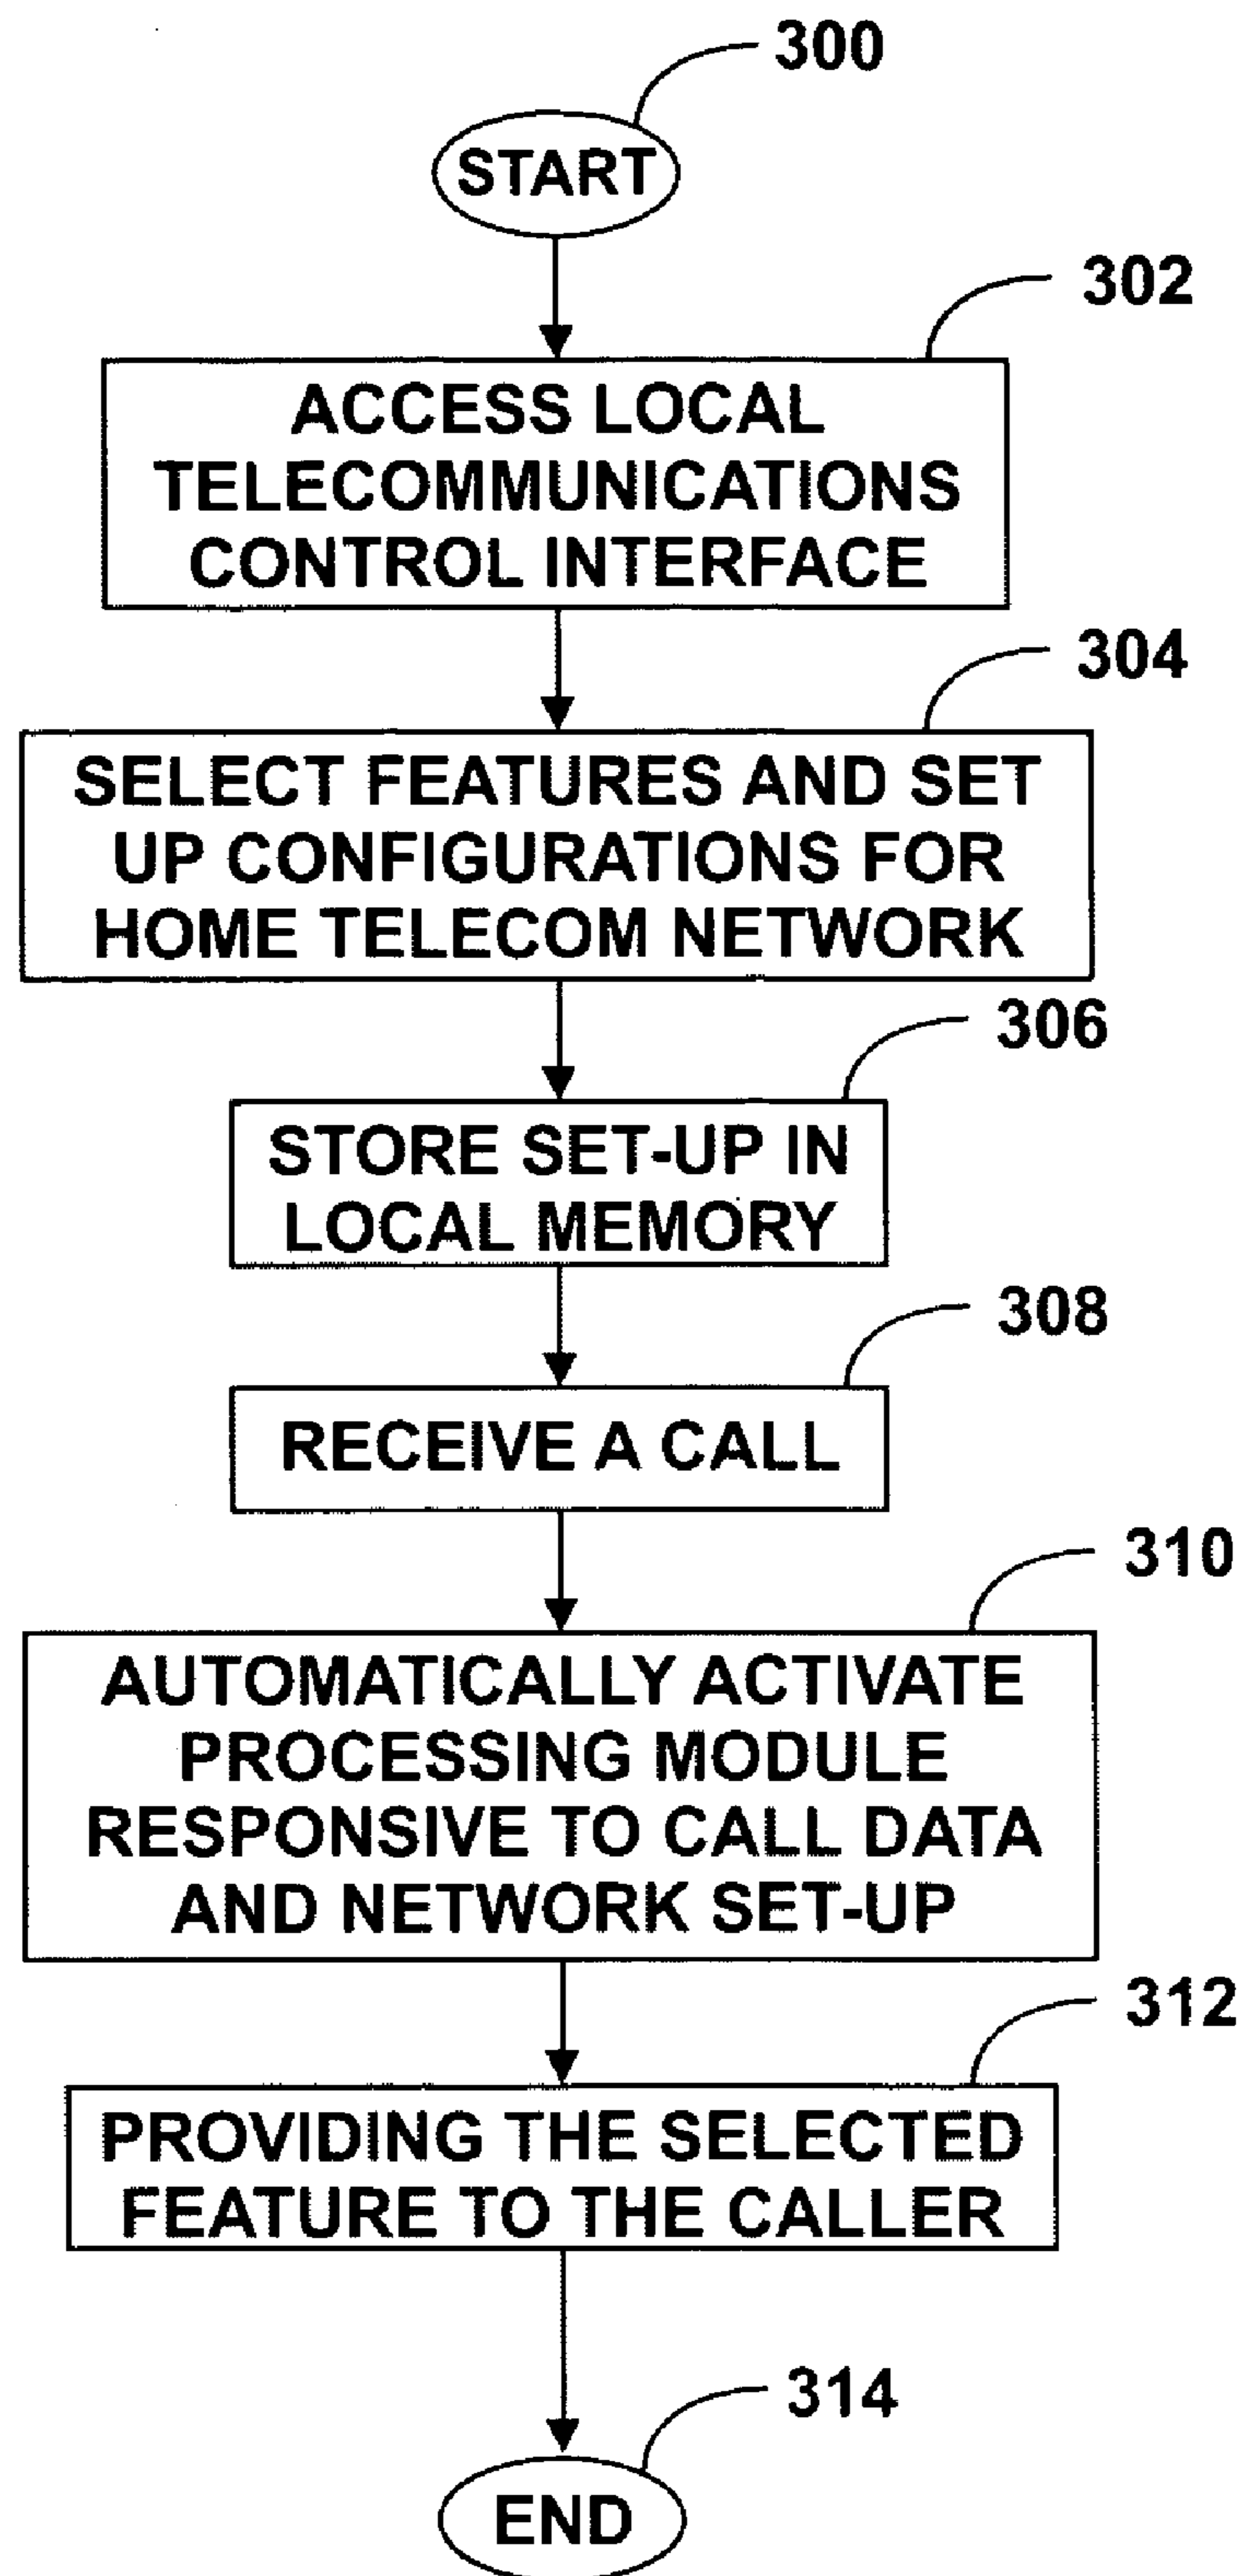 300
START
302
ACCESS LOCAL
TELECOMMUNICATIONS
CONTROL INTERFACE
304
SELECT FEATURES AND SET
UP CONFIGURATIONS FOR
HOME TELECOM NETWORK
306
STORE SET-UP IN
LOCAL MEMORY
308
RECEIVE A CALL
310
AUTOMATICALLY ACTIVATE
PROCESSING MODULE
RESPONSIVE TO CALL DATA
AND NETWORK SET-UP
312
PROVIDING THE SELECTED
FEATURE TO THE CALLER
314
END